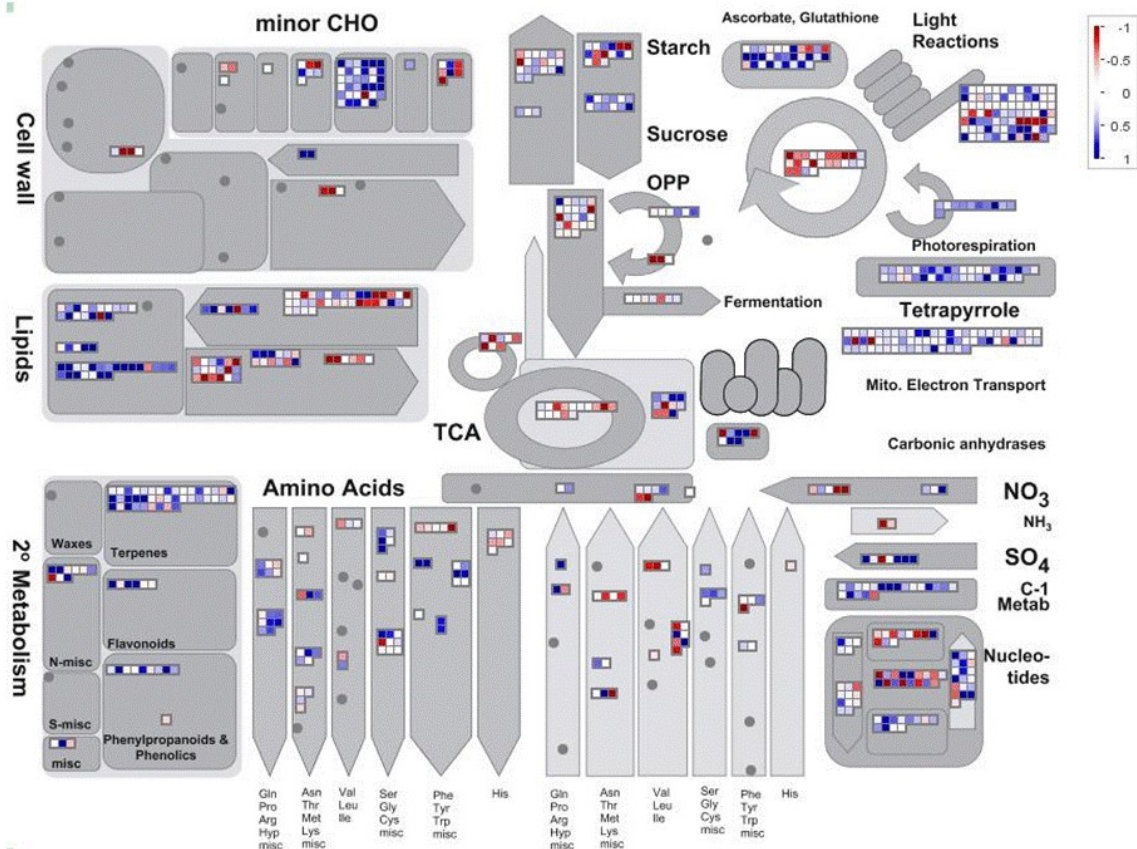 minor CHO
Cell wall
Lipids
2º Metabolism
Starch
Sucrose
OPP
Fermentation
TCA
Ascorbate, Glutathione
Light
Reactions
-1
-0.5
0
0.5
1
Photorespiration
Tetrapyrrole
Mito. Electron Transport
Carbonic anhydrases
Amino Acids
NO3
NH3
SO4
C-1
Metab
Nucleo-
tides
Waxes
Terpenes
Flavonoids
N-misc
S-misc
misc
Phenylpropanoids &
Phenolics
Gln
Pro
Arg
Hyp
misc
Asn
Thr
Met
Lys
misc
Val
Leu
Ile
Ser
Gly
Cys
misc
Phe
Tyr
Trp
misc
His
Gln
Pro
Arg
Hyp
misc
Asn
Thr
Met
Lys
misc
Val
Leu
Ile
Ser
Gly
Cys
misc
Phe
Tyr
Trp
misc
His